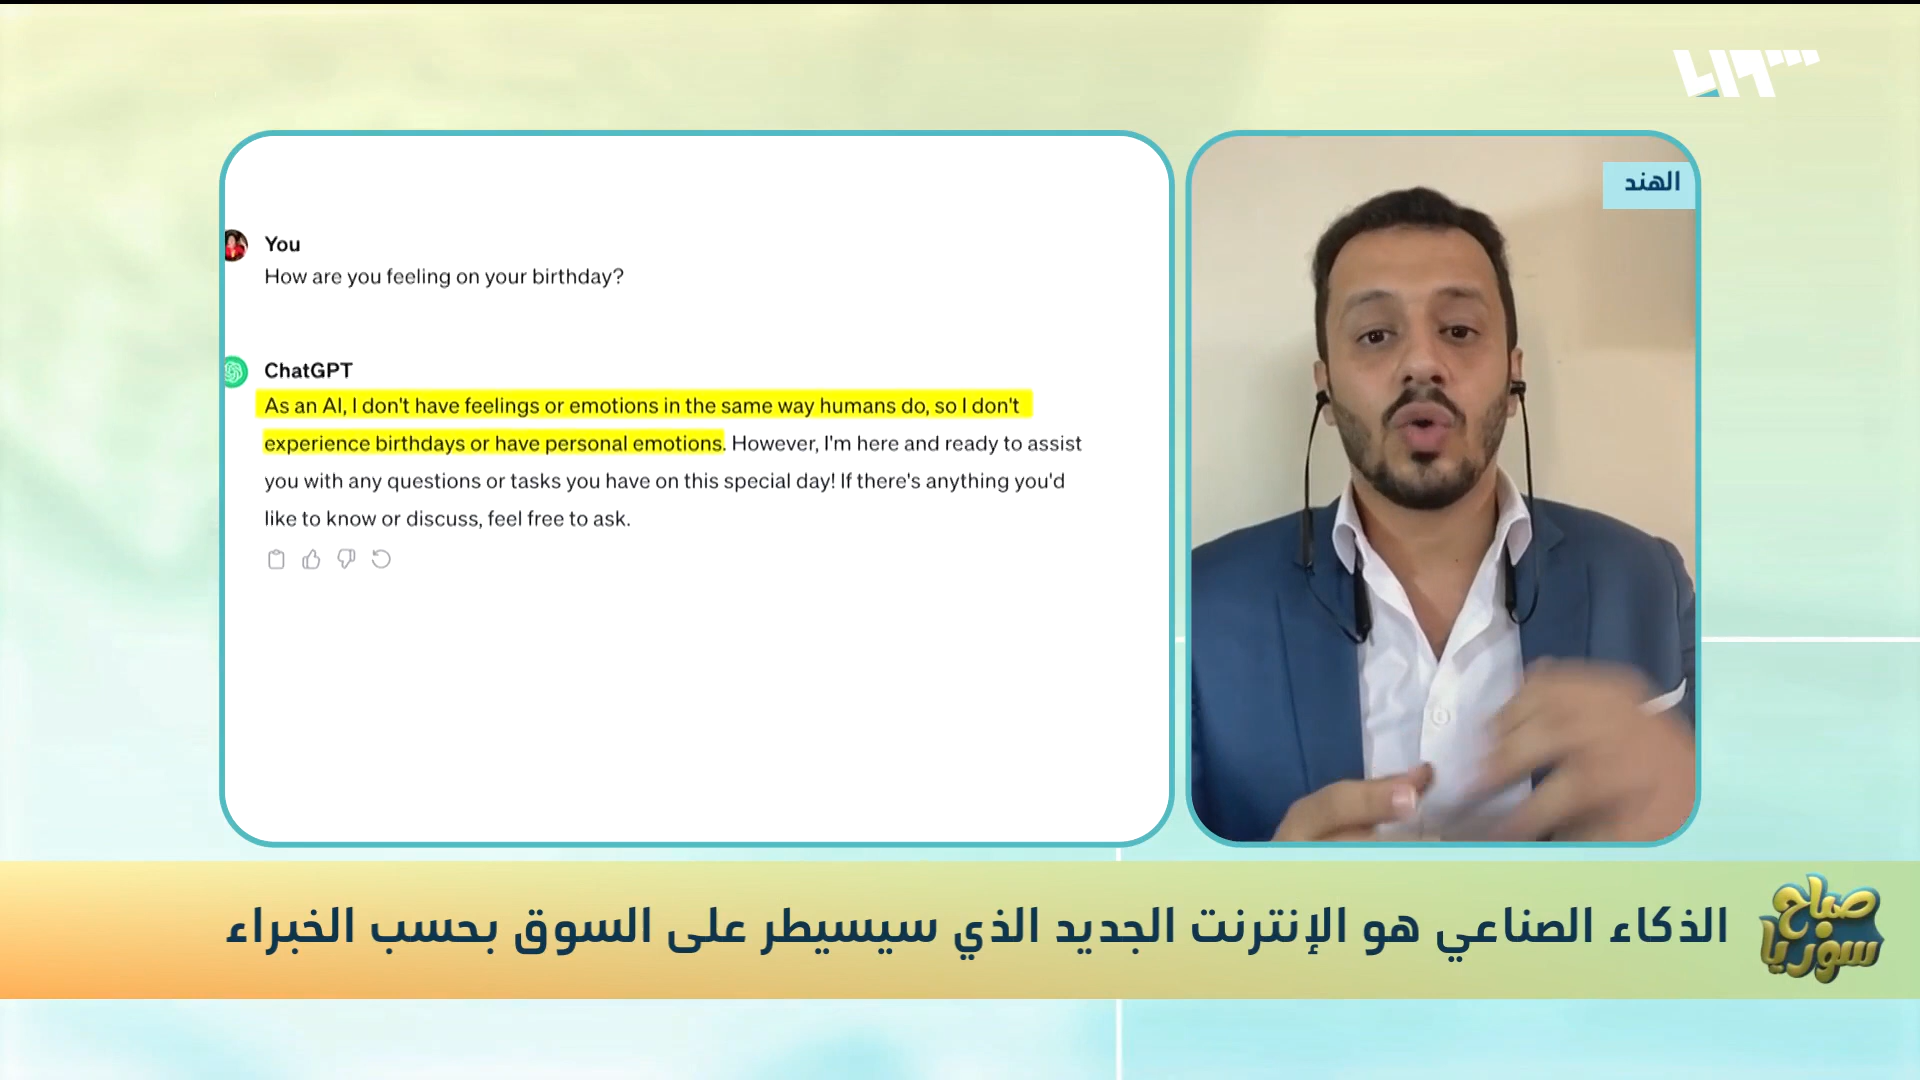 سوريا
الهند
You
How are you feeling on your birthday?
ChatGPT
As an AI, I don't have feelings or emotions in the same way humans do, so I don't
experience birthdays or have personal emotions. However, I'm here and ready to assist
you with any questions or tasks you have on this special day! If there's anything you'd
like to know or discuss, feel free to ask.
صباح
سوريا
الذكاء الصناعي هو الإنترنت الجديد الذي سيسيطر على السوق بحسب الخبراء